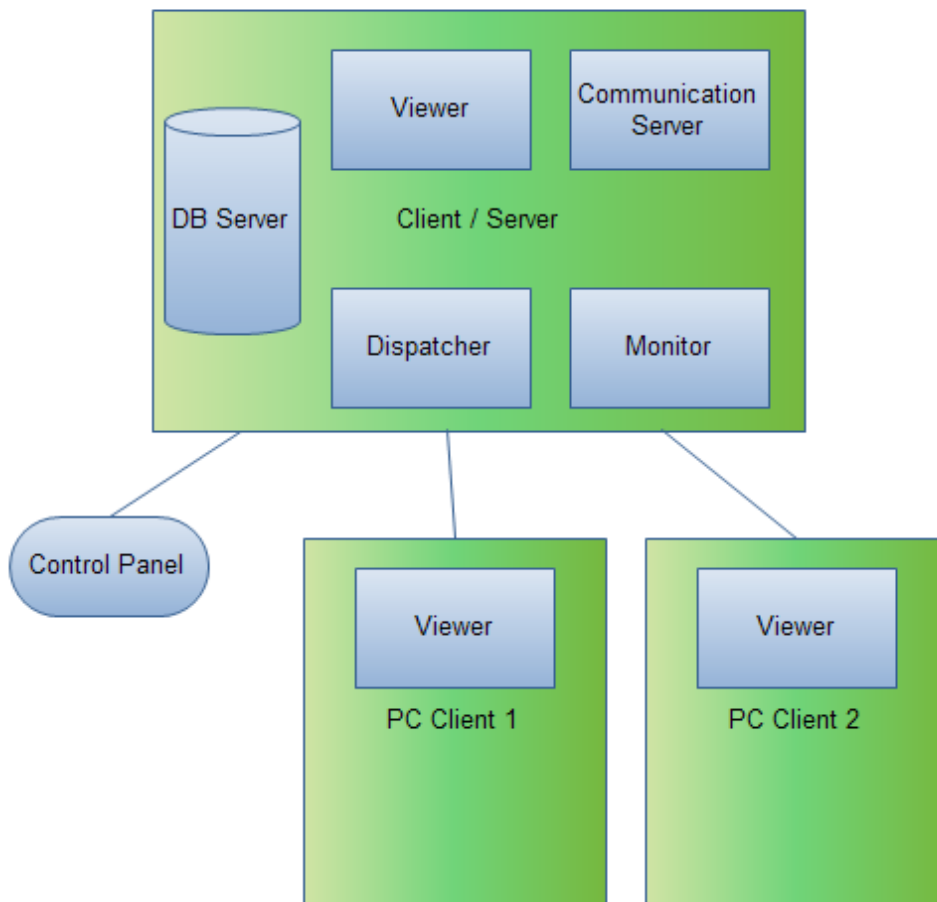 Viewer
Communication
Server
DB Server
Client / Server
Dispatcher
Monitor
Control Panel
Viewer
Viewer
PC Client 1
PC Client 2